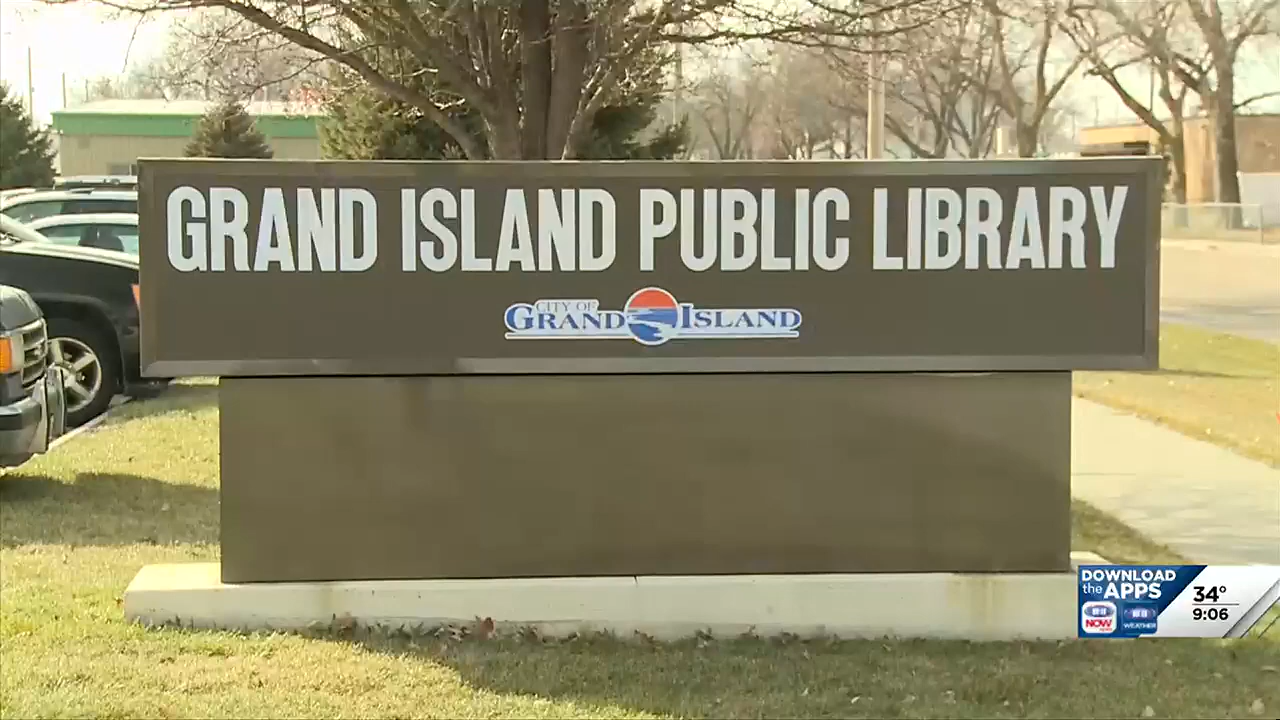 GRAND ISLAND PUBLIC LIBRARY
CITY OF
GRAND ISLAND
DOWNLOAD
the APPS
NOW
WEATHER
34°
9:06